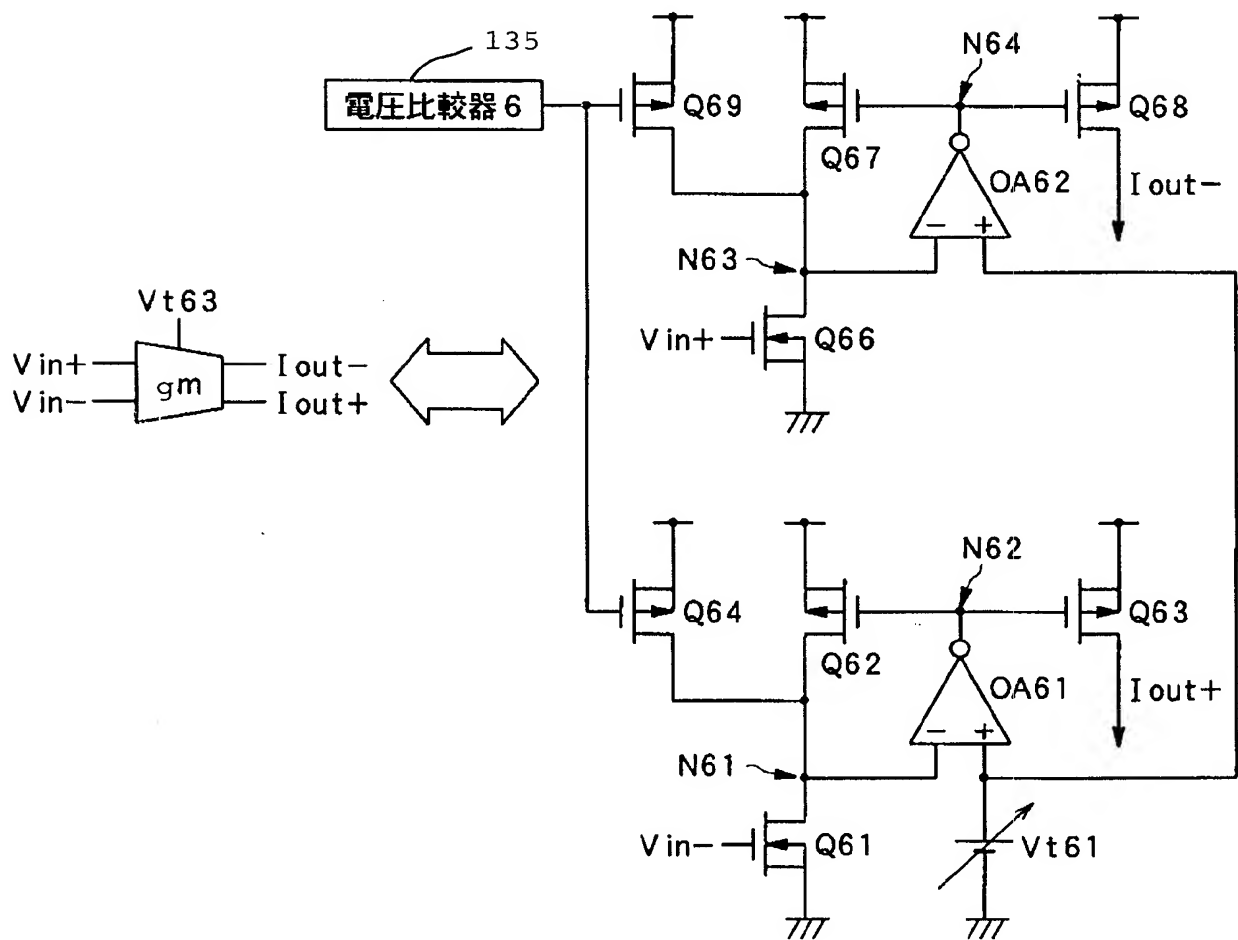 135
電圧比較器6
Q69
Q67
N64
Q68
OA62
- +
Iout-
N63
Vin+
Q66
Vt63
Vin+
Vin-
gm
Iout-
Iout+
Q64
Q62
N62
Q63
OA61
- +
Iout+
N61
Vin-
Q61
Vt61